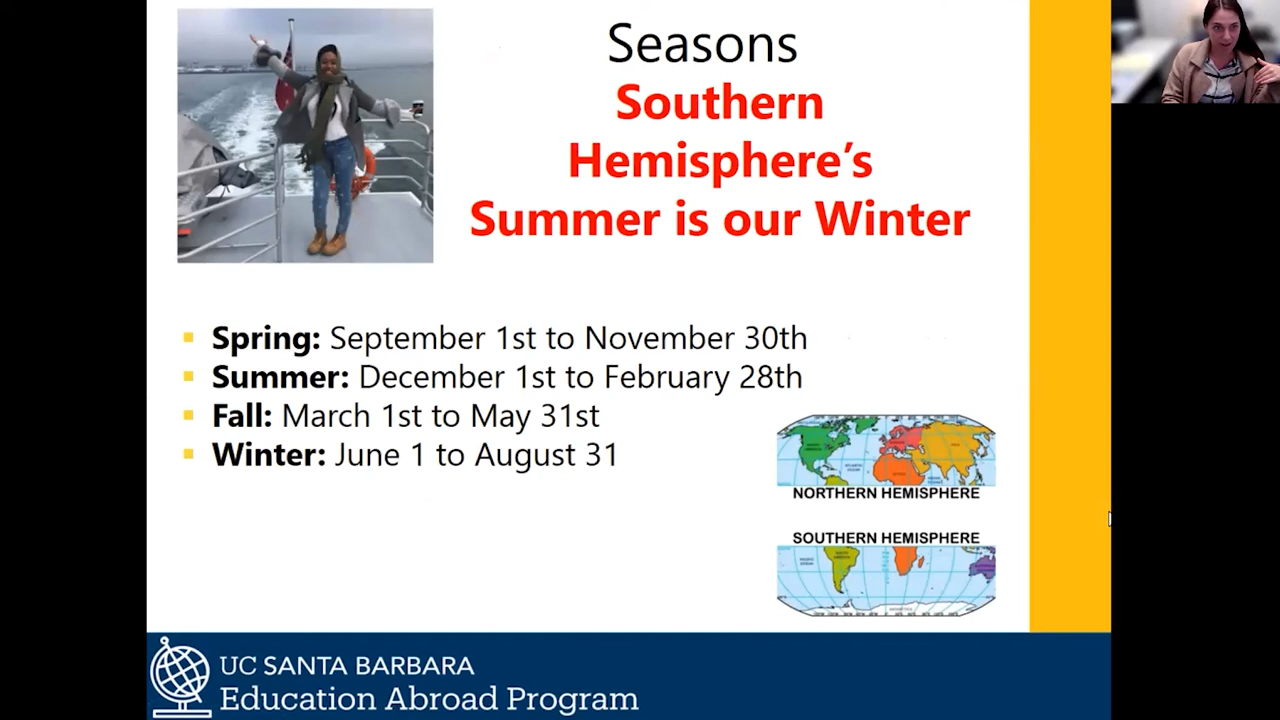 Seasons
Southern
Hemisphere’s
Summer is our Winter
Spring: September 1st to November 30th
Summer: December 1st to February 28th
Fall: March 1st to May 31st
Winter: June 1 to August 31
NORTHERN HEMISPHERE
SOUTHERN HEMISPHERE
UC SANTA BARBARA
Education Abroad Program